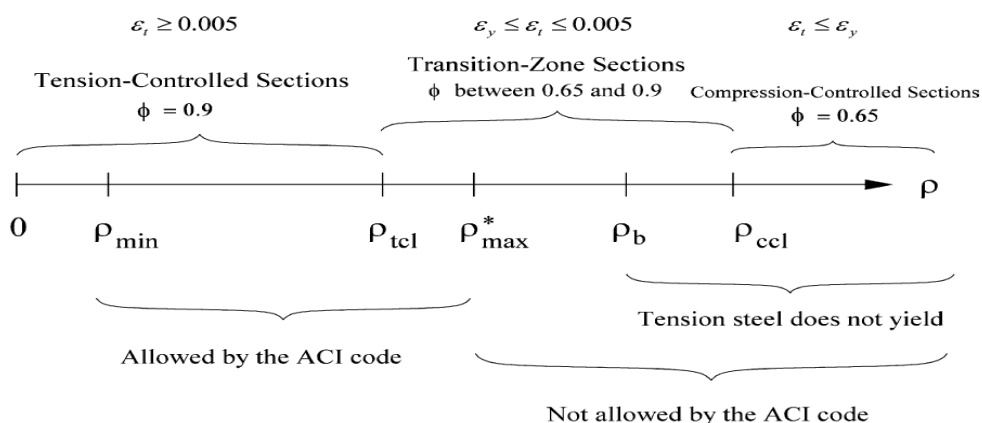 εt ≥ 0.005
εy ≤ εt ≤ 0.005
εt ≤ εy
Tension-Controlled Sections
ϕ = 0.9
Transition-Zone Sections
ϕ between 0.65 and 0.9
Compression-Controlled Sections
ϕ = 0.65
ρ
0
ρmin
ρtcl
ρ*max
ρb
ρccl
Tension steel does not yield
Allowed by the ACI code
Not allowed by the ACI code